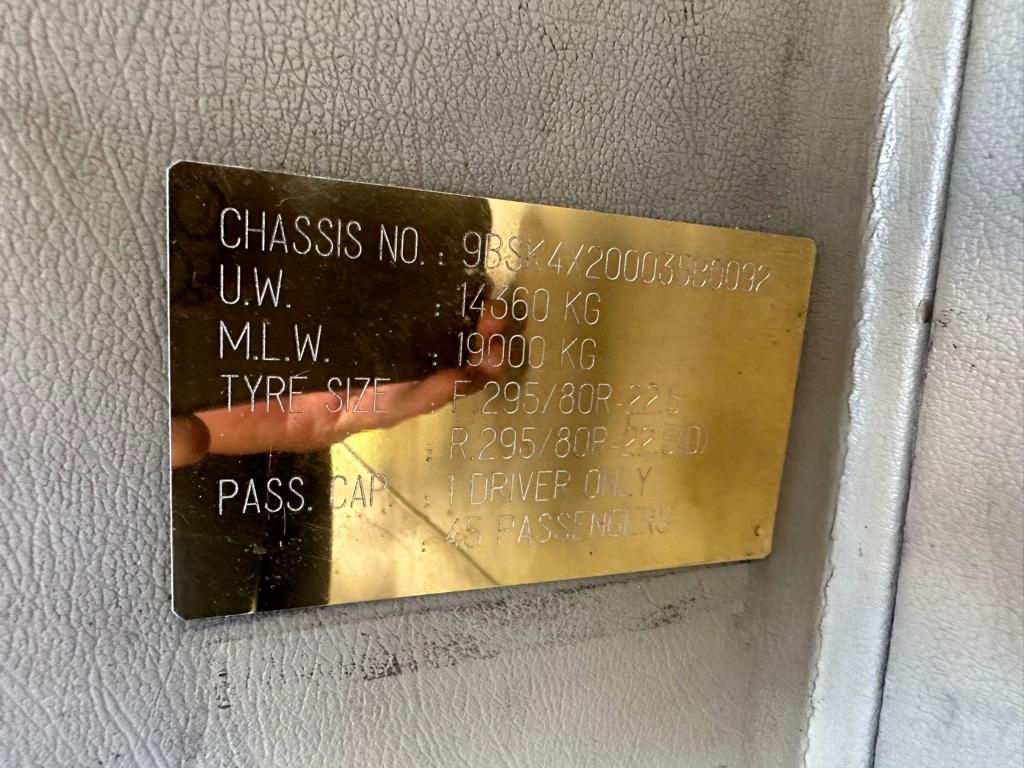 CHASSIS NO. : 9BSK4X200035B0092
U.W. : 14360 KG
M.L.W. : 19000 KG
TYRE SIZE : F.295/80R-22.5
: R.295/80R-22.5(D)
PASS. CAP. : 1 DRIVER ONLY
: 45 PASSENGERS